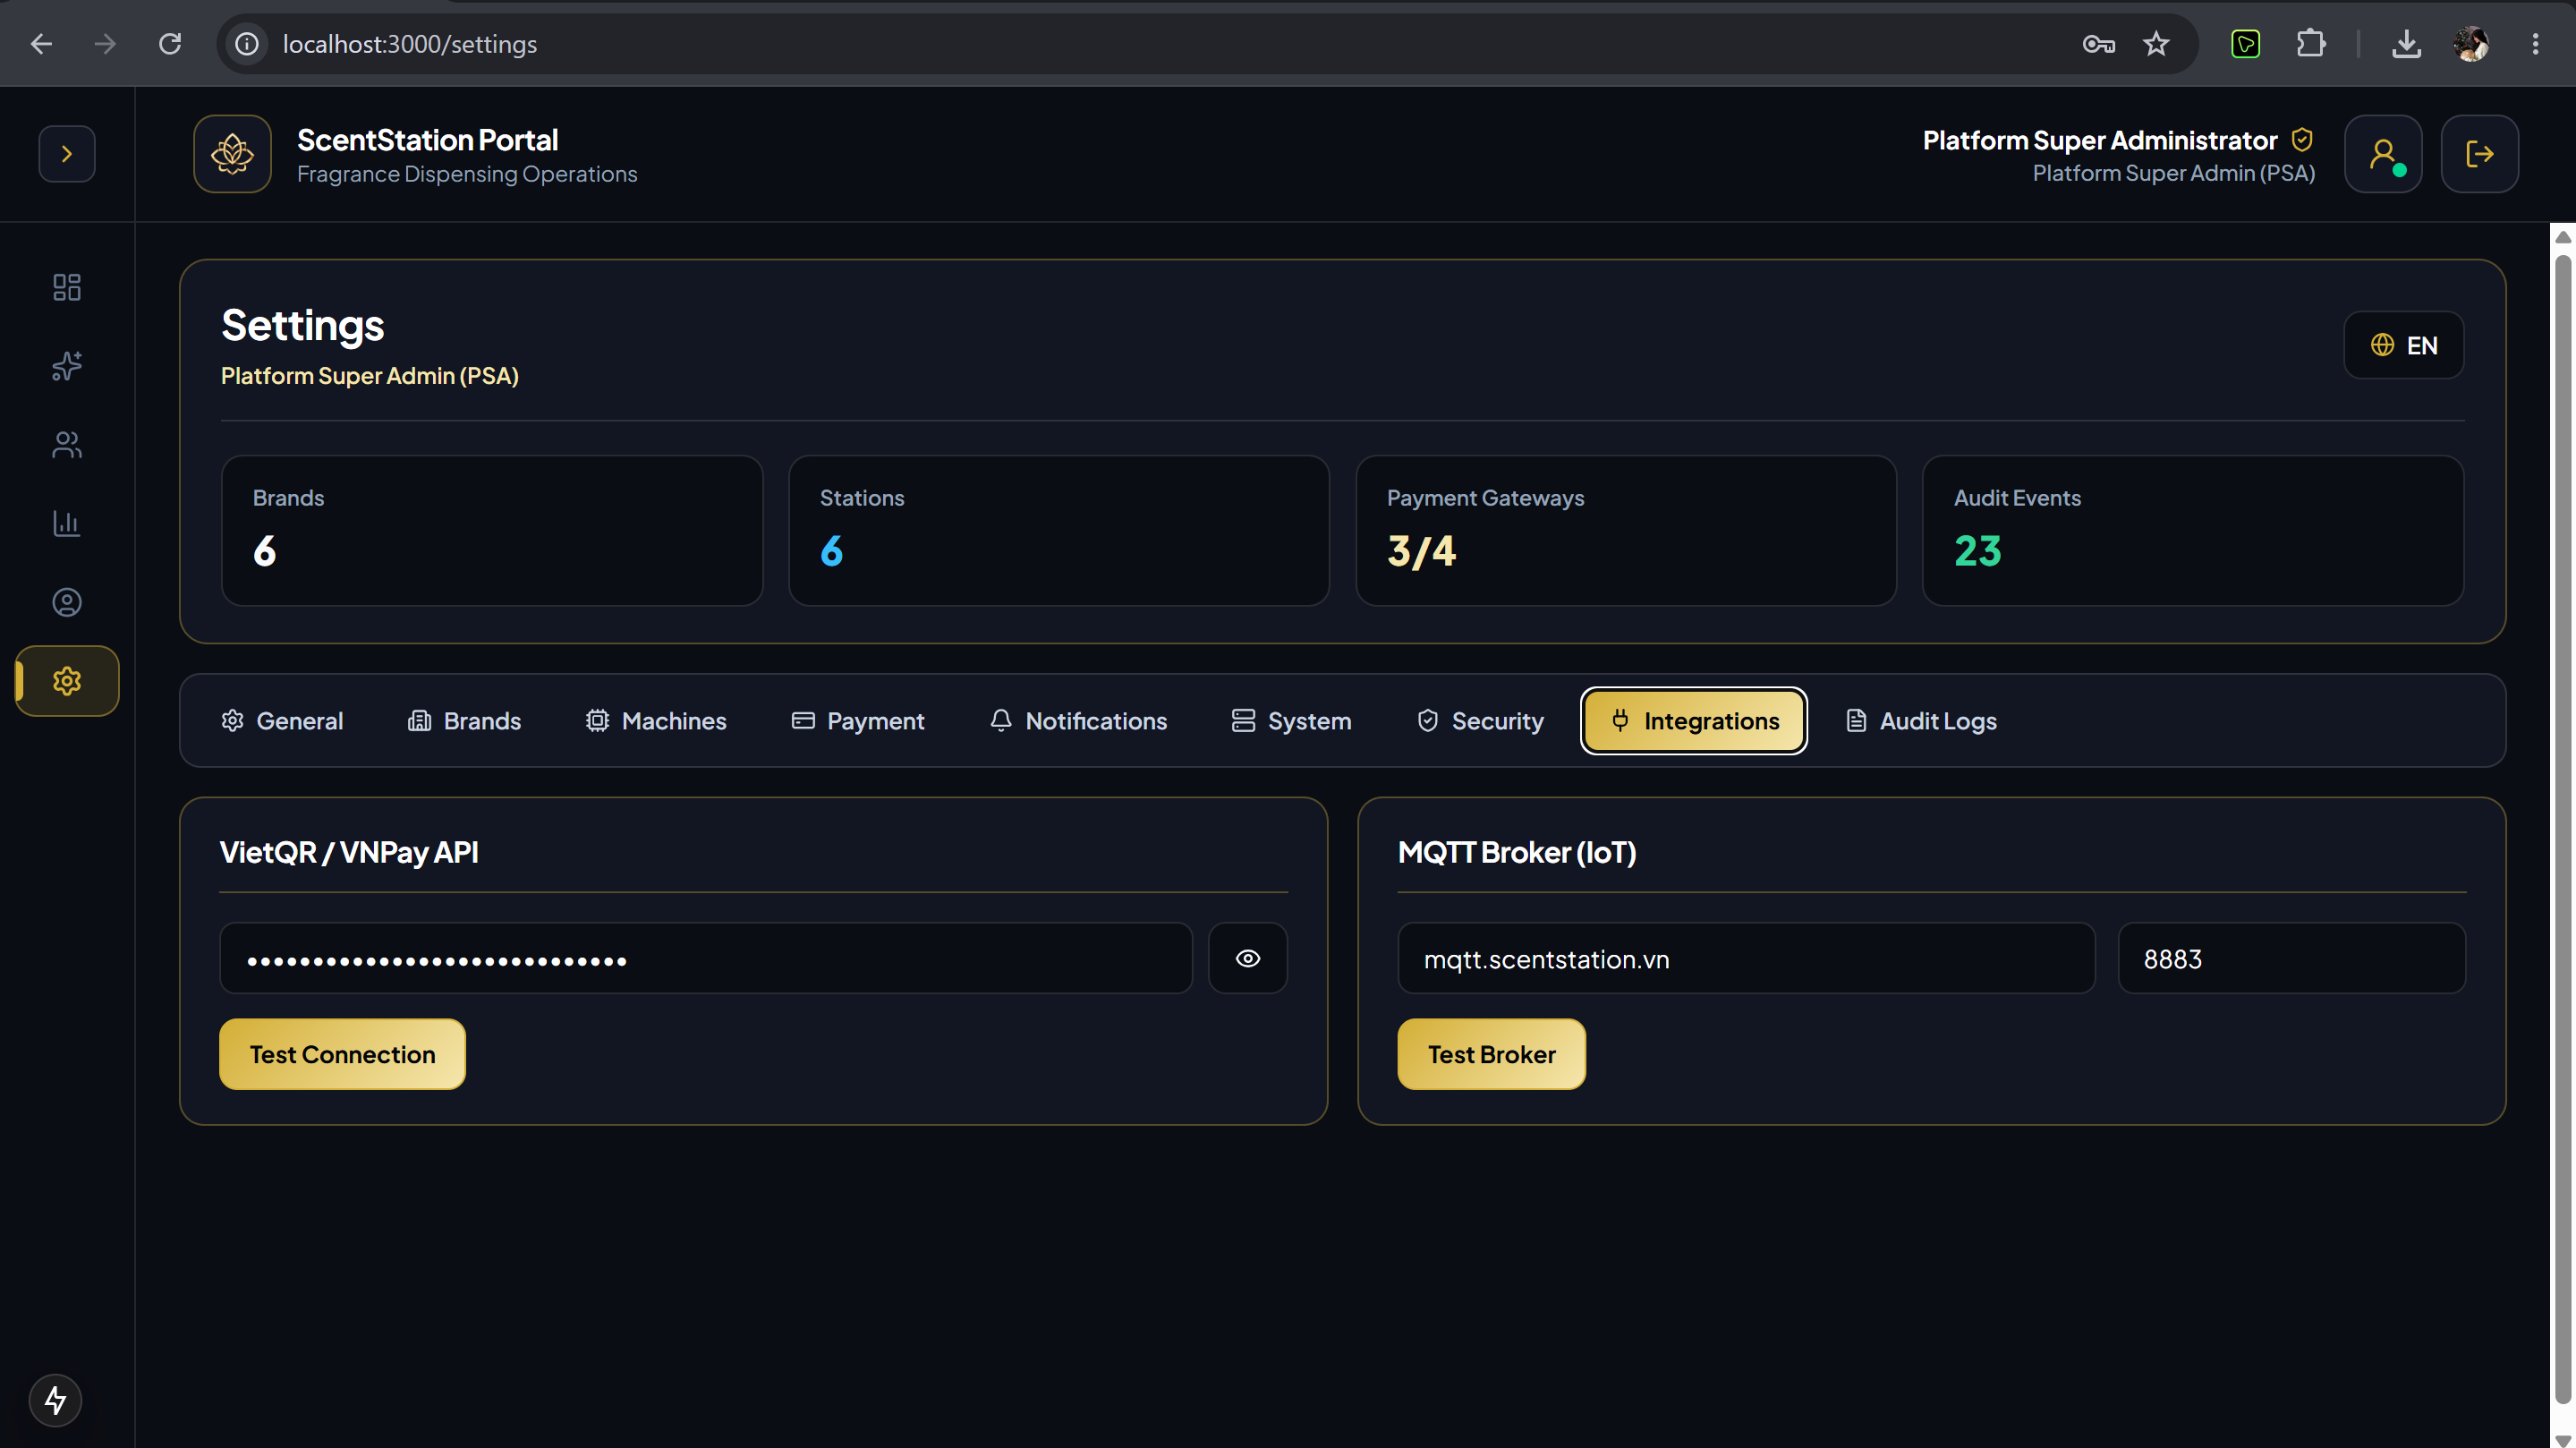 localhost:3000/settings
ScentStation Portal
Fragrance Dispensing Operations
Platform Super Administrator
Platform Super Admin (PSA)
Settings
Platform Super Admin (PSA)
EN
Brands
6
Stations
6
Payment Gateways
3/4
Audit Events
23
General
Brands
Machines
Payment
Notifications
System
Security
Integrations
Audit Logs
VietQR / VNPay API
•••••••••••••••••••••••••••••
Test Connection
MQTT Broker (IoT)
mqtt.scentstation.vn
8883
Test Broker